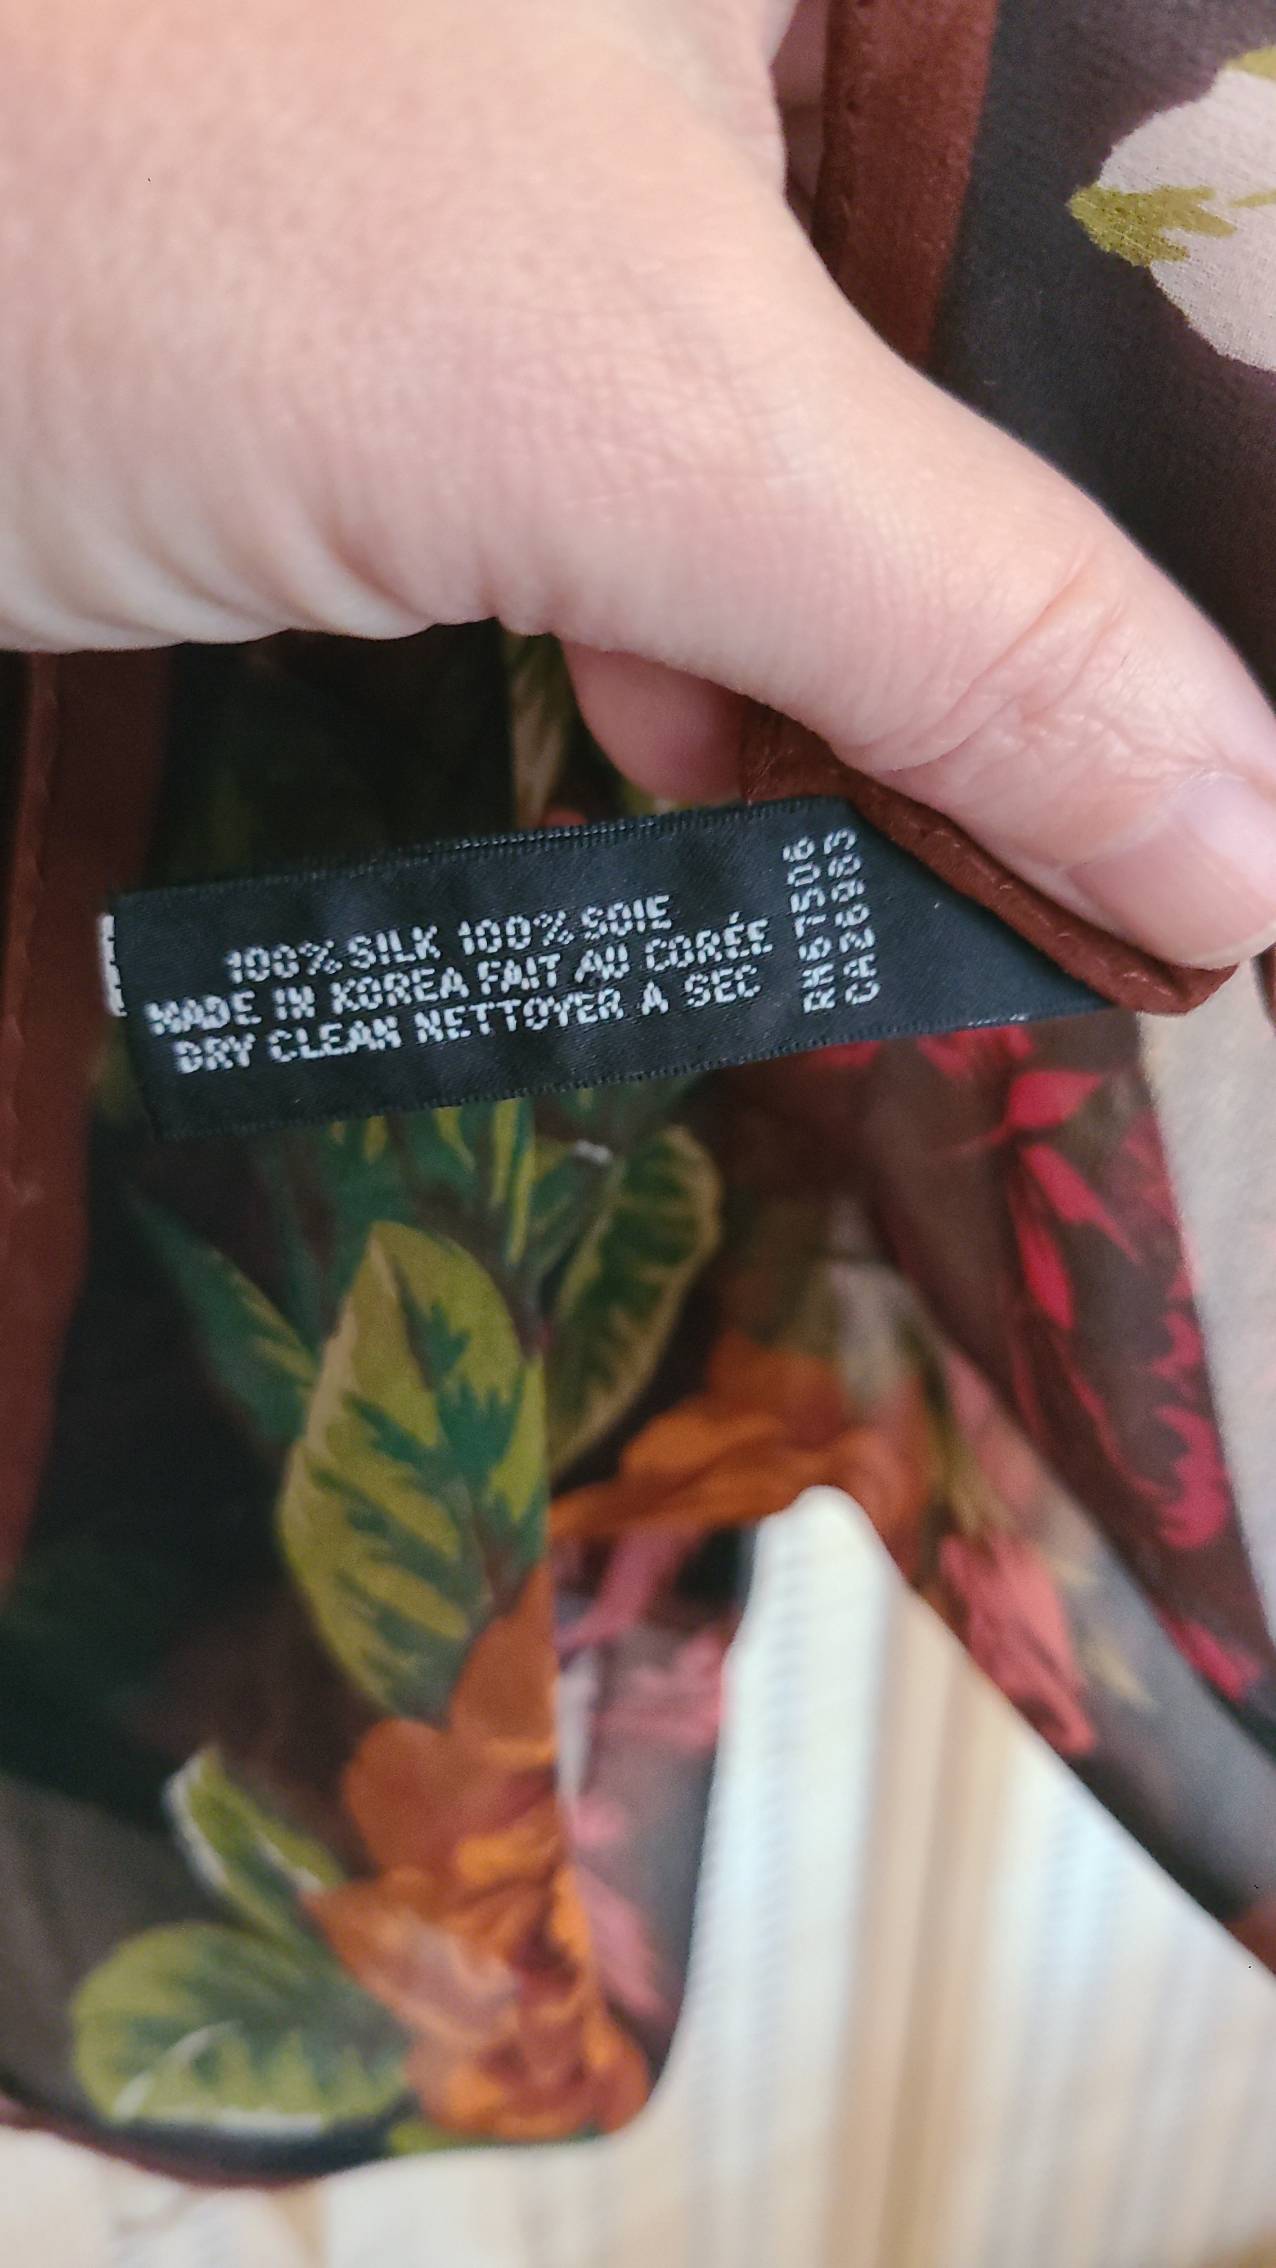 100% SILK 100% SOIE
MADE IN KOREA FAIT AU CORÉE
DRY CLEAN NETTOYER A SEC
RN67506
CA26983